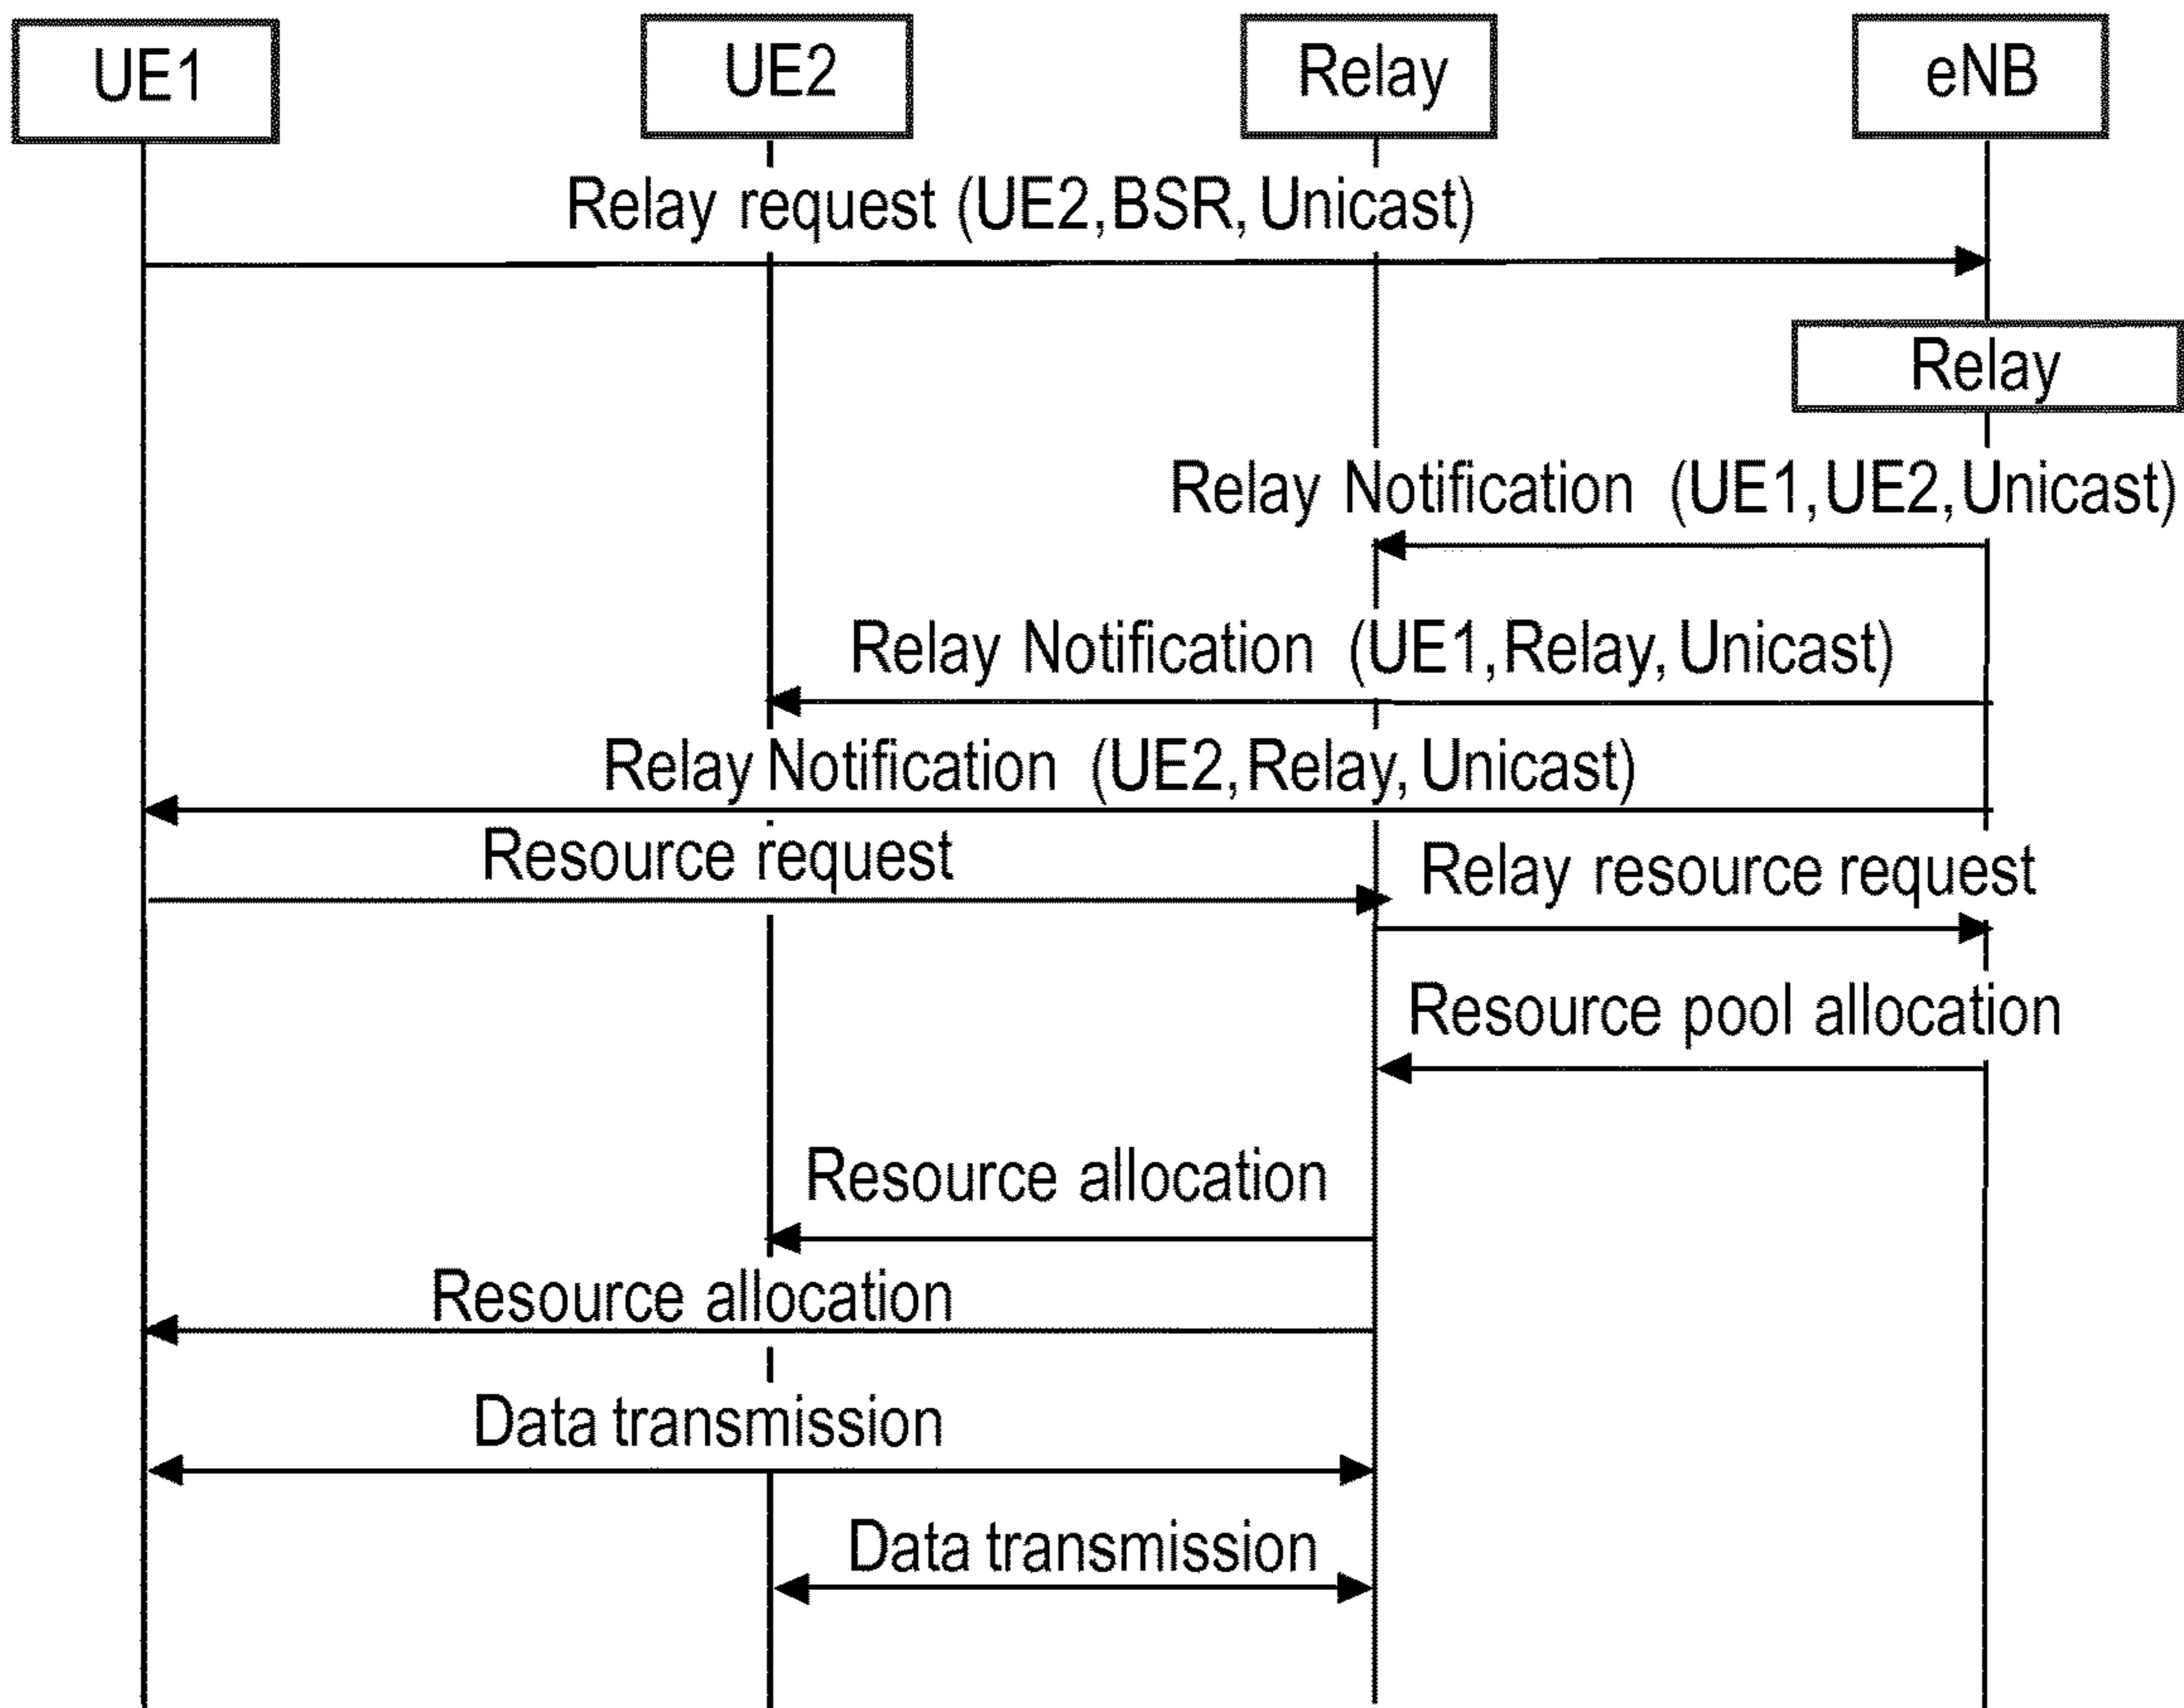 UE1
UE2
Relay
eNB
Relay request (UE2,BSR,Unicast)
Relay
Relay Notification (UE1,UE2,Unicast)
Relay Notification (UE1,Relay,Unicast)
Relay Notification (UE2,Relay,Unicast)
Resource request
Relay resource request
Resource pool allocation
Resource allocation
Resource allocation
Data transmission
Data transmission